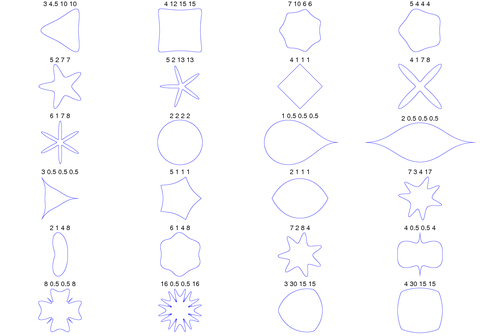 3 4.5 10 10
4 12 15 15
7 10 6 6
5 4 4 4
5 2 7 7
5 2 13 13
4 1 1 1
4 1 7 8
6 1 7 8
2 2 2 2
1 0.5 0.5 0.5
2 0.5 0.5 0.5
3 0.5 0.5 0.5
5 1 1 1
2 1 1 1
7 3 4 17
2 1 4 8
6 1 4 8
7 2 8 4
4 0.5 0.5 4
8 0.5 0.5 8
16 0.5 0.5 16
3 30 15 15
4 30 15 15